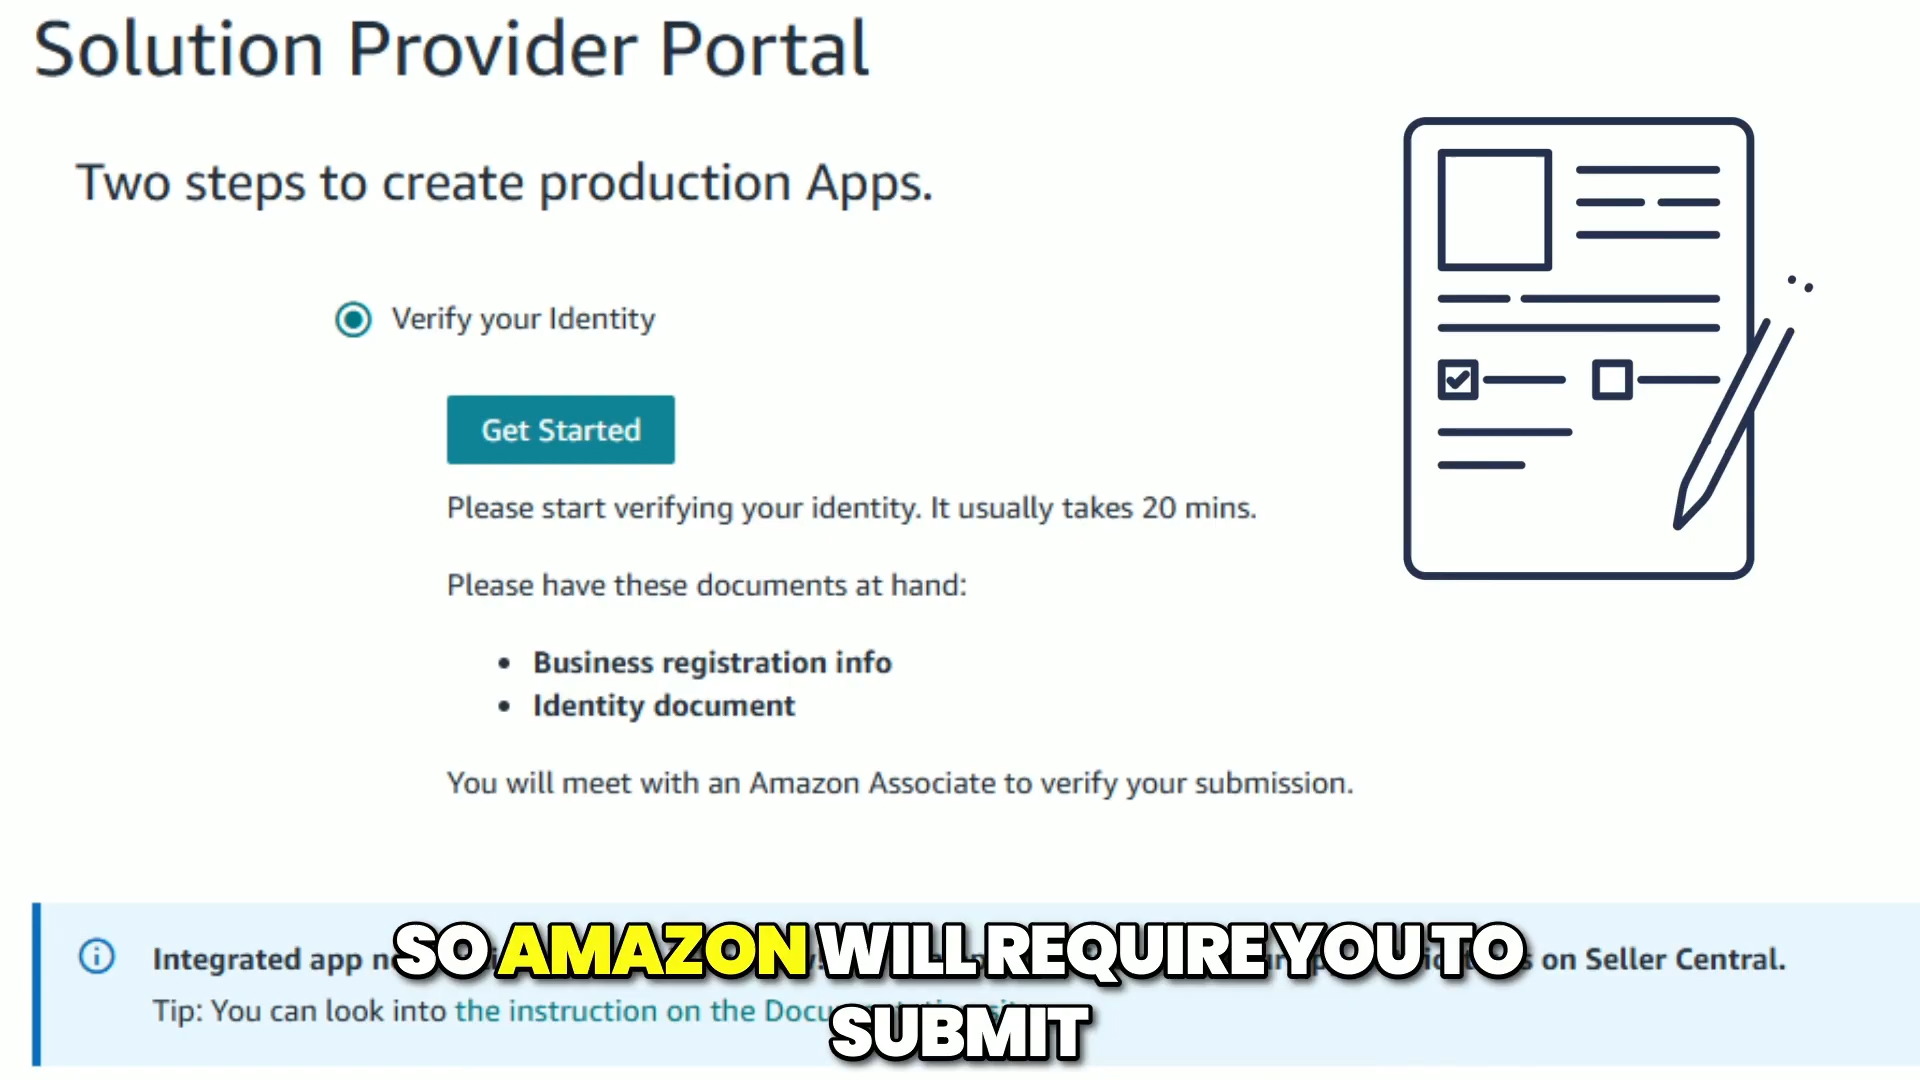 Solution Provider Portal
Two steps to create production Apps.
Verify your Identity
Get Started
Please start verifying your identity. It usually takes 20 mins.
Please have these documents at hand:
• Business registration info
• Identity document
You will meet with an Amazon Associate to verify your submission.
Integrated app on Seller Central.
Tip: You can look into the instruction on the
SO AMAZON WILL REQUIRE YOU TO
SUBMIT